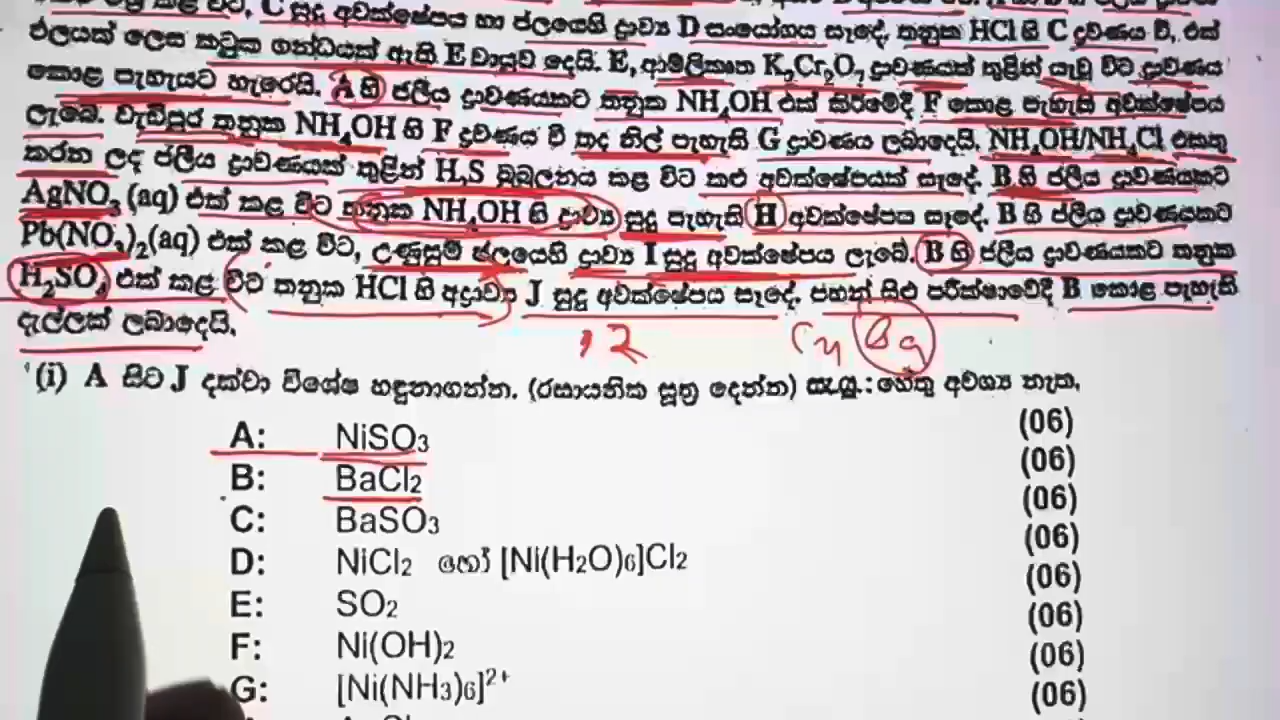 C සුදු අවක්ෂේපය හා ජලයෙහි ද්‍රාව්‍ය D සංයෝගය සෑදේ. තනුක HCl හි C ද්‍රවණය වී, එක්
ඵලයක් ලෙස කටුක ගන්ධයක් ඇති E වායුව දෙයි. E, ආම්ලිකෘත K₂Cr₂O₇ ද්‍රාවණයක් තුළින් යැවූ විට ද්‍රාවණය
කොළ පැහැයට හැරෙයි. A හි ජලීය ද්‍රාවණයකට තනුක NH₄OH එක් කිරීමේදී F කොළ පැහැති අවක්ෂේපය
ලැබේ. වැඩිපුර තනුක NH₄OH හි F ද්‍රවණය වී තද නිල් පැහැති G ද්‍රාවණය ලබාදෙයි. NH₄OH/NH₄Cl එකතු
කරන ලද ජලීය ද්‍රාවණයක් තුළින් H₂S බුබුලනය කළ විට කළු අවක්ෂේපයක් සෑදේ. B හි ජලීය ද්‍රාවණයකට
AgNO₃ (aq) එක් කළ විට තනුක NH₄OH හි ද්‍රාව්‍ය සුදු පැහැති H අවක්ෂේපය සෑදේ. B හි ජලීය ද්‍රාවණයකට
Pb(NO₃)₂(aq) එක් කළ විට, උණුසුම් ජලයෙහි ද්‍රාව්‍ය I සුදු අවක්ෂේපය ලැබේ. B හි ජලීය ද්‍රාවණයකට තනුක
H₂SO₄ එක් කළ විට තනුක HCl හි අද්‍රාව්‍ය J සුදු අවක්ෂේපය සෑදේ. පහන් සිළු පරීක්ෂාවේදී B කොළ පැහැති
දැල්ලක් ලබාදෙයි.
(i) A සිට J දක්වා විශේෂ හඳුනාගන්න. (රසායනික සූත්‍ර දෙන්න) සැ.යු.: හේතු අවශ්‍ය නැත.
A: NiSO₃ (06)
B: BaCl₂ (06)
C: BaSO₃ (06)
D: NiCl₂ හෝ [Ni(H₂O)₆]Cl₂ (06)
E: SO₂ (06)
F: Ni(OH)₂ (06)
G: [Ni(NH₃)₆]²⁺ (06)
(06)